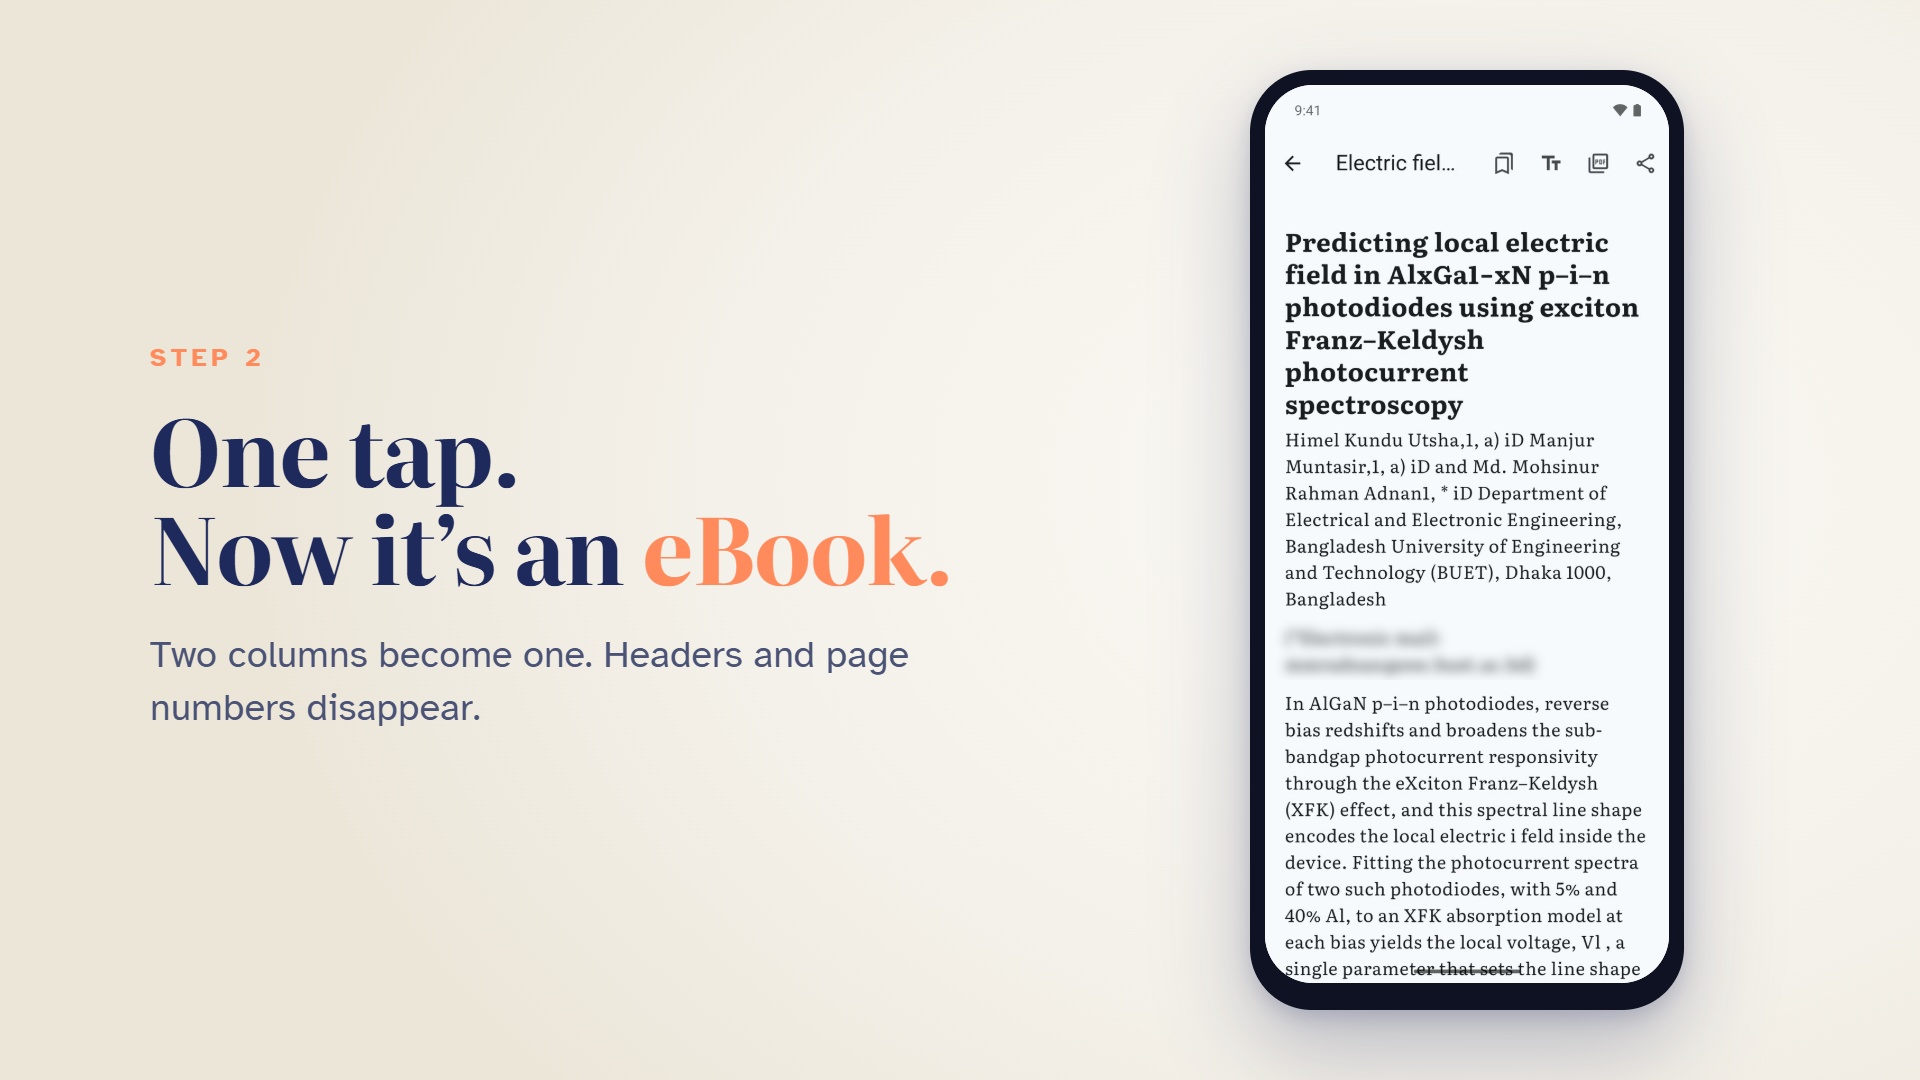 STEP 2
One tap.
Now it’s an eBook.
Two columns become one. Headers and page
numbers disappear.
9:41
Electric fiel...
PDF
Predicting local electric
field in AlxGa1-xN p–i–n
photodiodes using exciton
Franz–Keldysh
photocurrent
spectroscopy
Himel Kundu Utsha,1, a) iD Manjur
Muntasir,1, a) iD and Md. Mohsinur
Rahman Adnan1, * iD Department of
Electrical and Electronic Engineering,
Bangladesh University of Engineering
and Technology (BUET), Dhaka 1000,
Bangladesh
In AlGaN p–i–n photodiodes, reverse
bias redshifts and broadens the sub-
bandgap photocurrent responsivity
through the eXciton Franz–Keldysh
(XFK) effect, and this spectral line shape
encodes the local electric i feld inside the
device. Fitting the photocurrent spectra
of two such photodiodes, with 5% and
40% Al, to an XFK absorption model at
each bias yields the local voltage, Vl , a
single parameter that sets the line shape